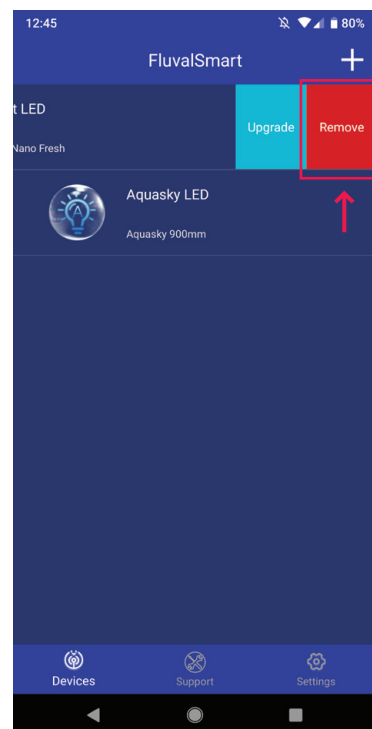 12:45 80%
FluvalSmart
t LED
Nano Fresh
Upgrade Remove
Aquasky LED
Aquasky 900mm
Devices Support Settings